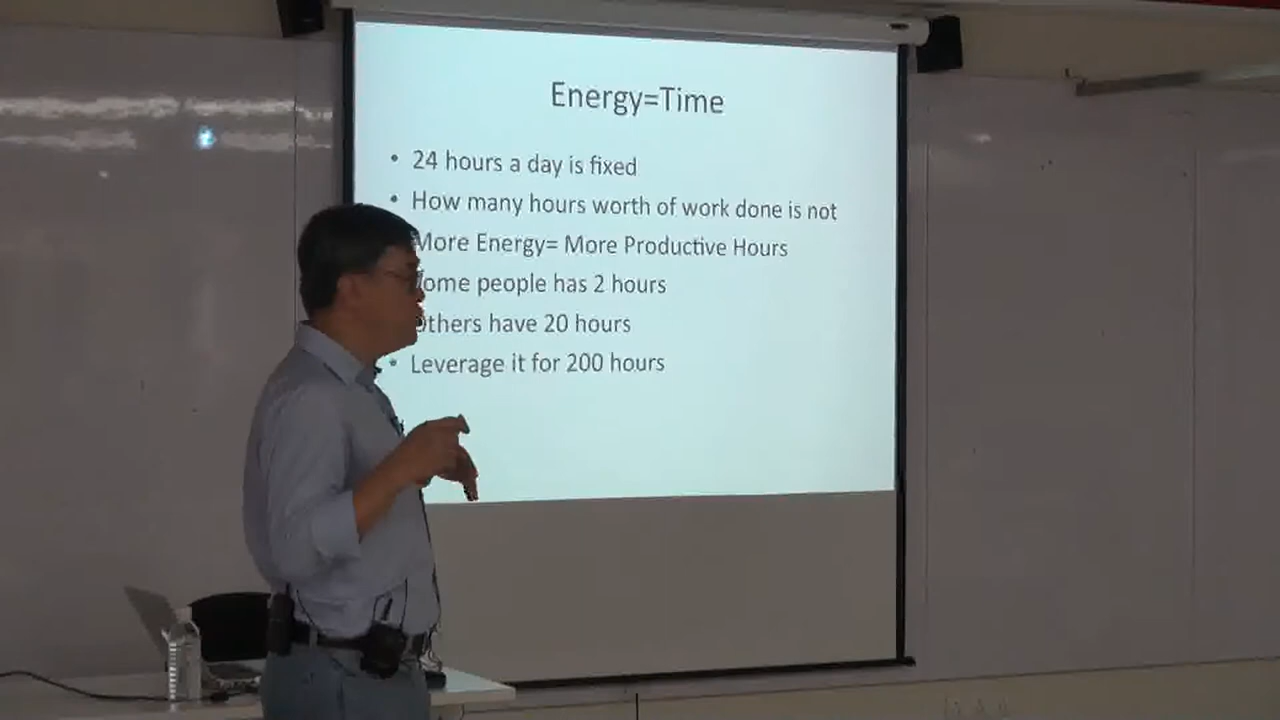 Energy=Time
• 24 hours a day is fixed
• How many hours worth of work done is not
More Energy= More Productive Hours
ome people has 2 hours
Others have 20 hours
• Leverage it for 200 hours